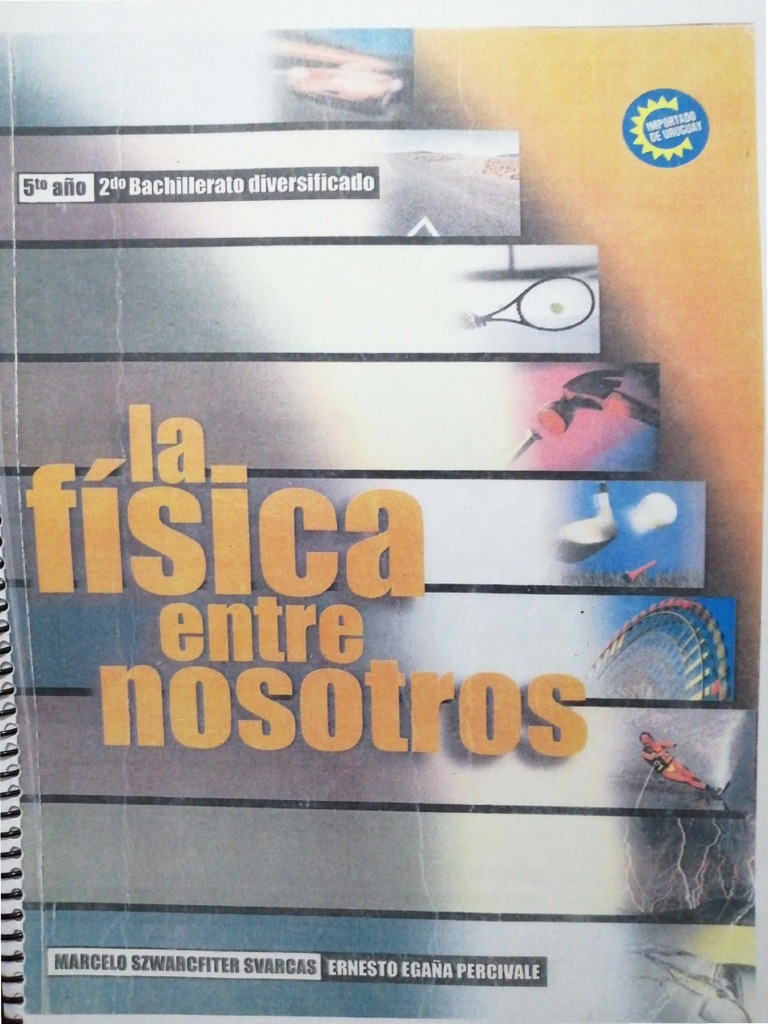 IMPORTADO
DE URUGUAY
5to año 2do Bachillerato diversificado
la
física
entre
nosotros
MARCELO SZWARCFITER SVARCAS ERNESTO EGAÑA PERCIVALE